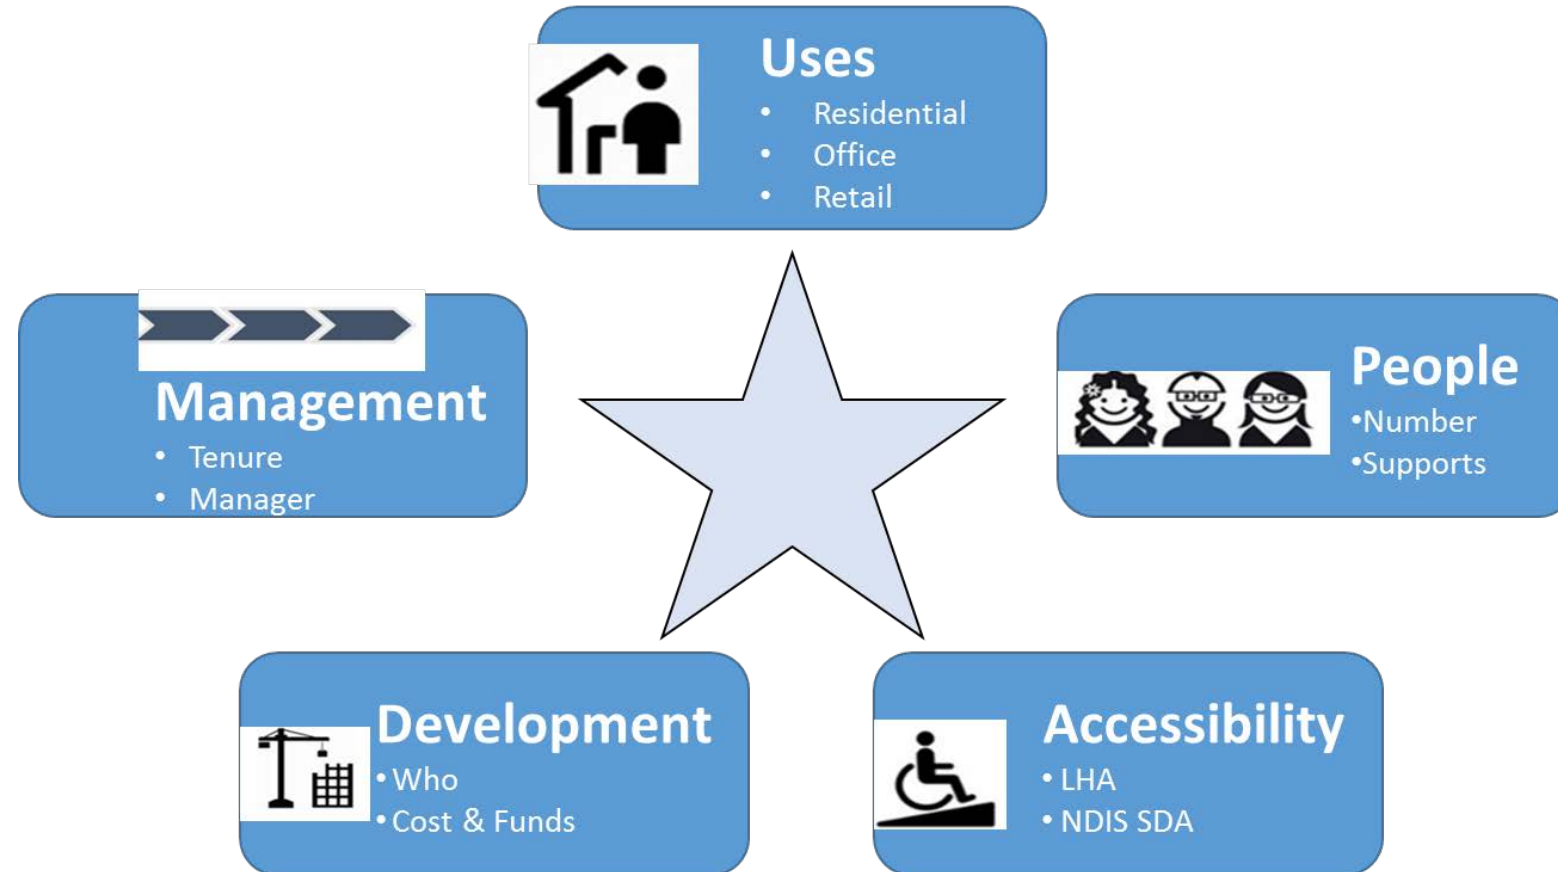 Uses
• Residential
• Office
• Retail
Management
• Tenure
• Manager
People
•Number
•Supports
Development
• Who
• Cost & Funds
Accessibility
• LHA
• NDIS SDA